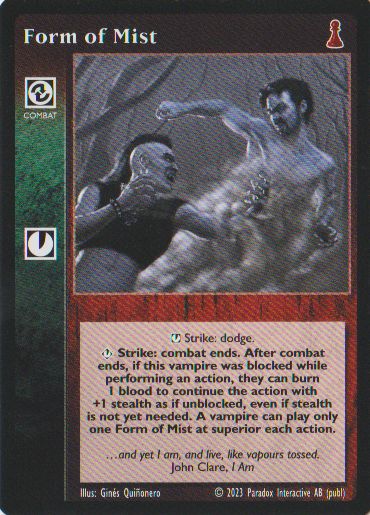 Form of Mist
COMBAT
Strike: dodge.
Strike: combat ends. After combat
ends, if this vampire was blocked while
performing an action, they can burn
1 blood to continue the action with
+1 stealth as if unblocked, even if stealth
is not yet needed. A vampire can play only
one Form of Mist at superior each action.
...and yet I am, and live, like vapours tossed.
John Clare, I Am
Illus: Ginés Quiñonero © 2023 Paradox Interactive AB (publ)